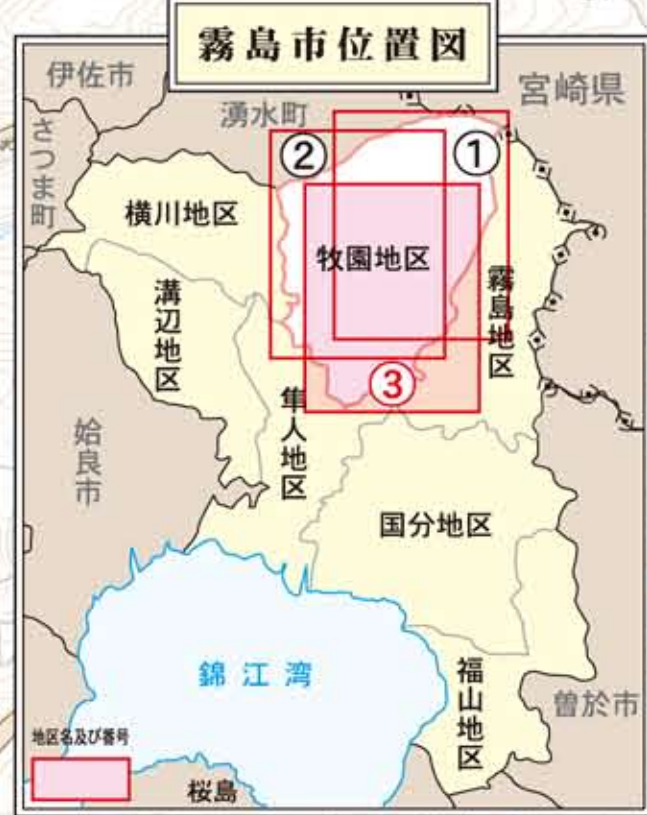 霧島市位置図
伊佐市
宮崎県
湧水町
さつま町
②
①
横川地区
牧園地区
霧島地区
溝辺地区
③
隼人地区
姶良市
国分地区
錦江湾
福山地区
曽於市
地区名及び番号
桜島